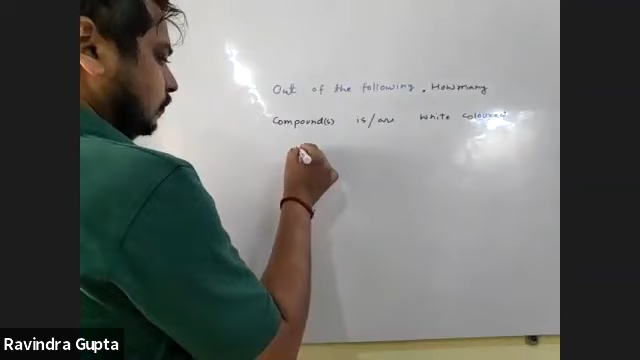 Out of the following, How many
Compound(s) is/are white coloured
Ravindra Gupta